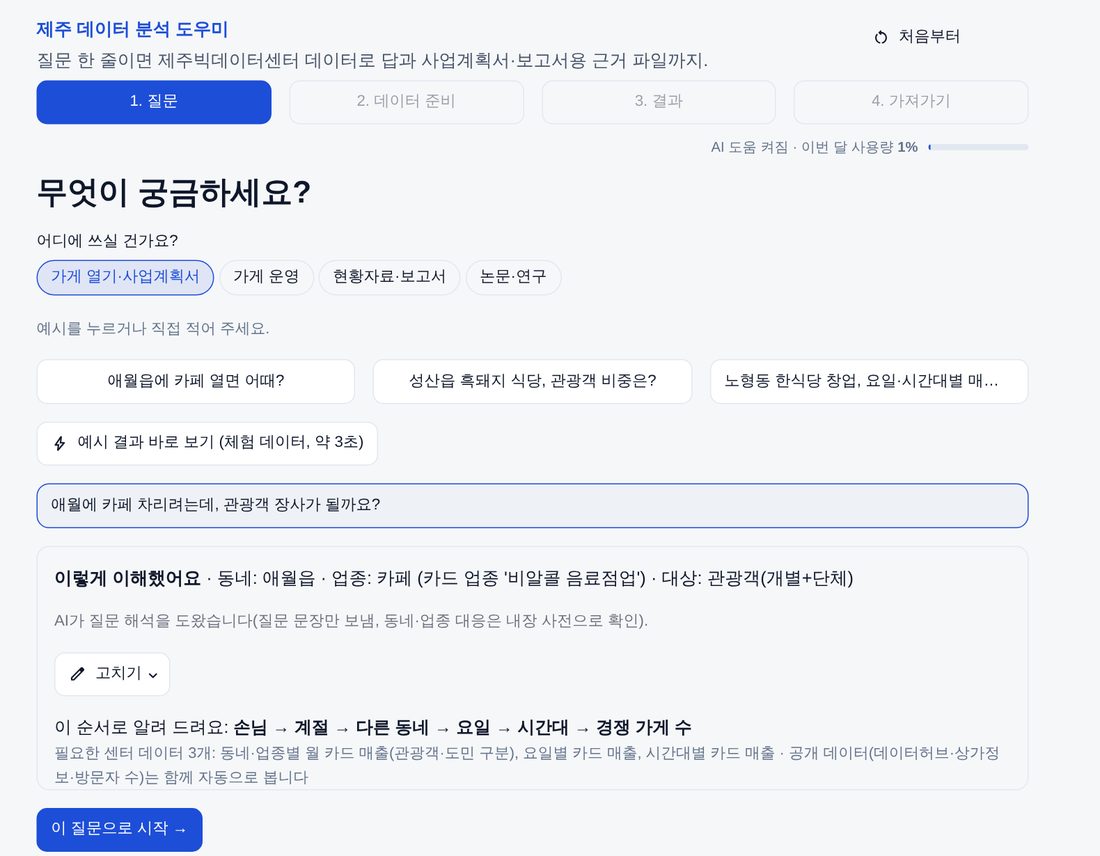 제주 데이터 분석 도우미
처음부터
질문 한 줄이면 제주빅데이터센터 데이터로 답과 사업계획서·보고서용 근거 파일까지.
1. 질문
2. 데이터 준비
3. 결과
4. 가져가기
AI 도움 켜짐 · 이번 달 사용량 1%
무엇이 궁금하세요?
어디에 쓰실 건가요?
가게 열기·사업계획서
가게 운영
현황자료·보고서
논문·연구
예시를 누르거나 직접 적어 주세요.
애월읍에 카페 열면 어때?
성산읍 흑돼지 식당, 관광객 비중은?
노형동 한식당 창업, 요일·시간대별 매…
예시 결과 바로 보기 (체험 데이터, 약 3초)
애월에 카페 차리려는데, 관광객 장사가 될까요?
이렇게 이해했어요 · 동네: 애월읍 · 업종: 카페 (카드 업종 '비알콜 음료점업') · 대상: 관광객(개별+단체)
AI가 질문 해석을 도왔습니다(질문 문장만 보냄, 동네·업종 대응은 내장 사전으로 확인).
고치기
이 순서로 알려 드려요: 손님 → 계절 → 다른 동네 → 요일 → 시간대 → 경쟁 가게 수
필요한 센터 데이터 3개: 동네·업종별 월 카드 매출(관광객·도민 구분), 요일별 카드 매출, 시간대별 카드 매출 · 공개 데이터(데이터허브·상가정
보·방문자 수)는 함께 자동으로 봅니다
이 질문으로 시작 →